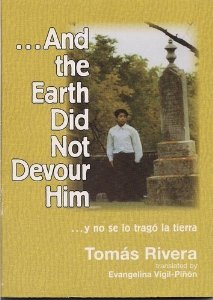 ...And
the
Earth
Did
Not
Devour
Him
...y no se lo tragó la tierra
Tomás Rivera
translated by
Evangelina Vigil-Piñón